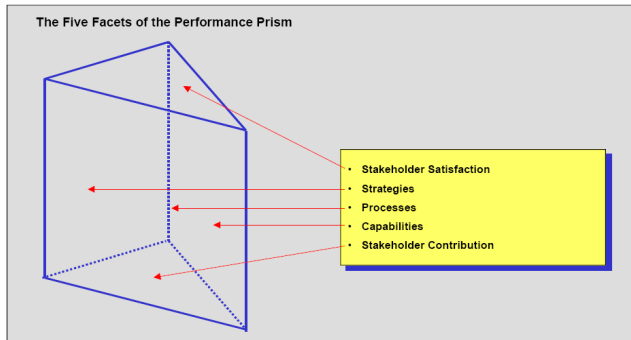 The Five Facets of the Performance Prism
• Stakeholder Satisfaction
• Strategies
• Processes
• Capabilities
• Stakeholder Contribution